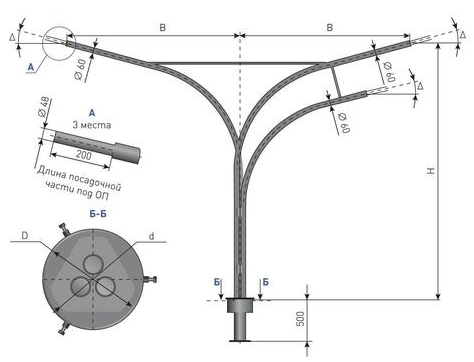 B
B
Δ
Δ
А
Ø 60
Ø 60
Δ
Ø 48
А
3 места
Ø 60
200
Длина посадочной
части под ОП
H
Б-Б
D
d
Б
Б
500